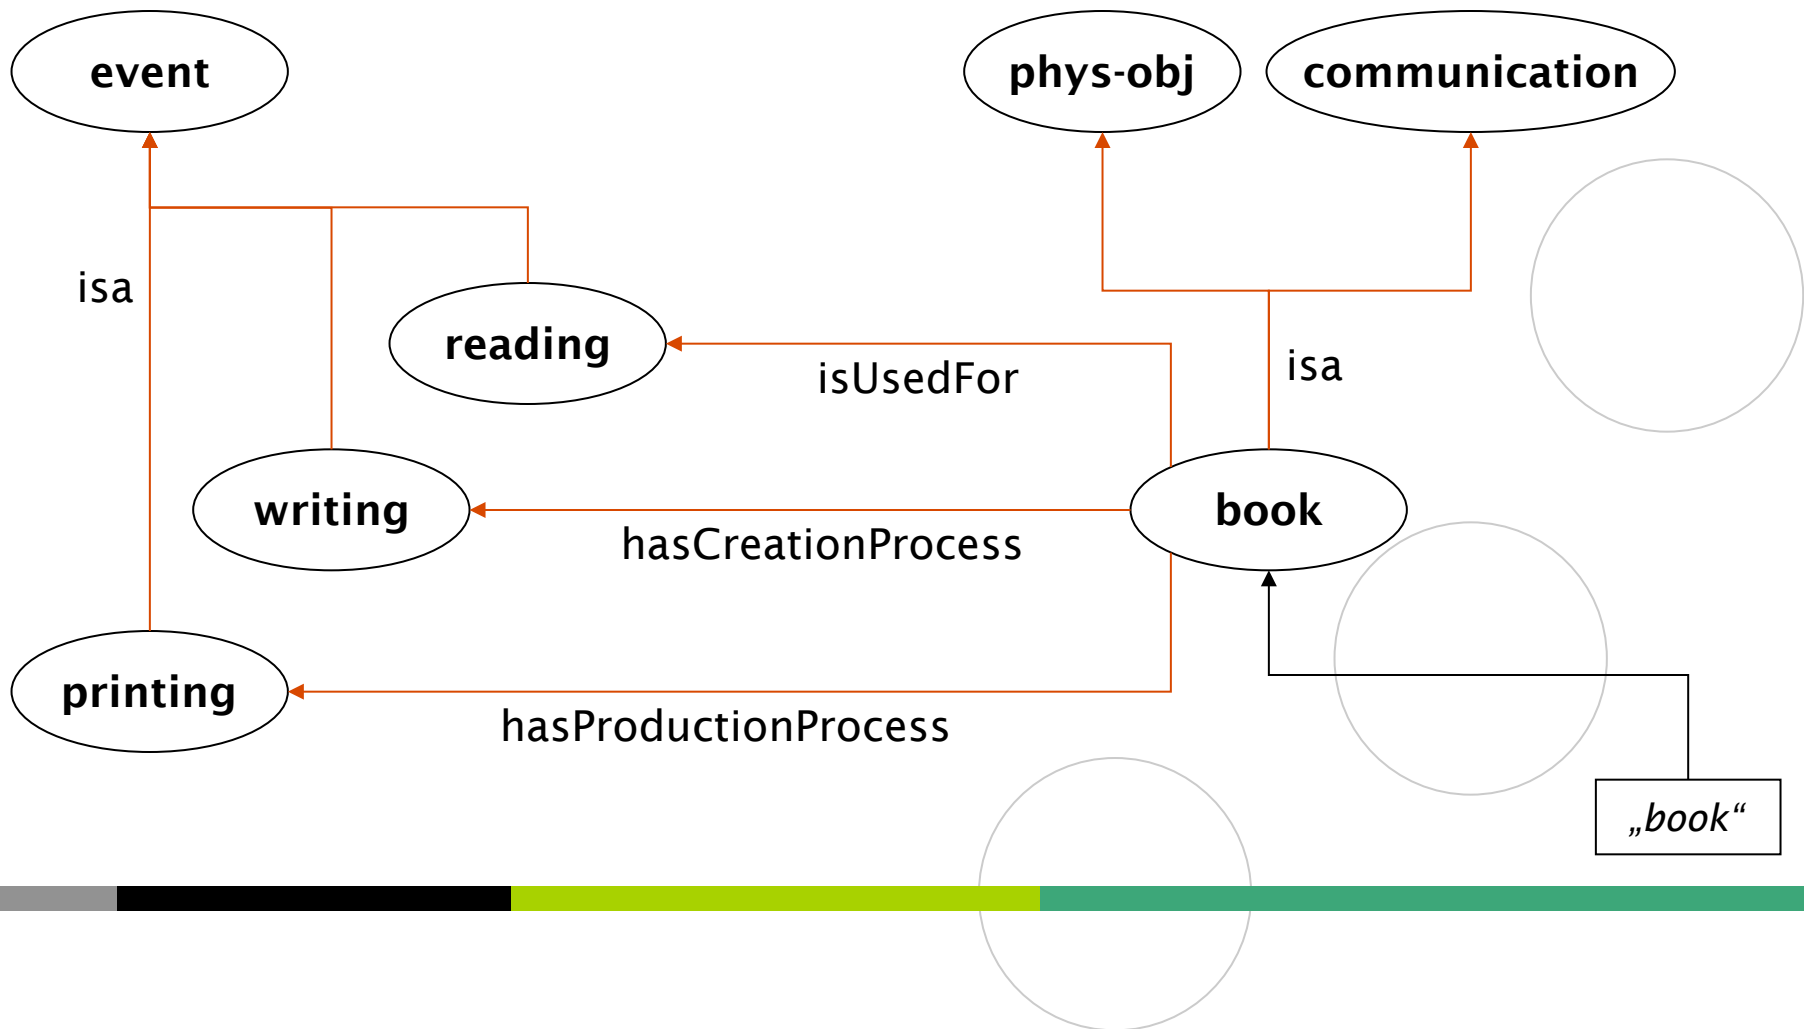 event
phys-obj
communication
isa
reading
isUsedFor
isa
writing
hasCreationProcess
book
printing
hasProductionProcess
„book“